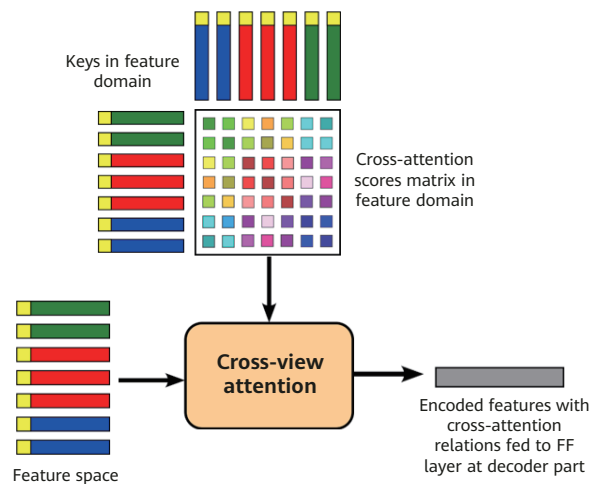 Keys in feature
domain
Cross-attention
scores matrix in
feature domain
Cross-view
attention
Encoded features with
cross-attention
relations fed to FF
layer at decoder part
Feature space